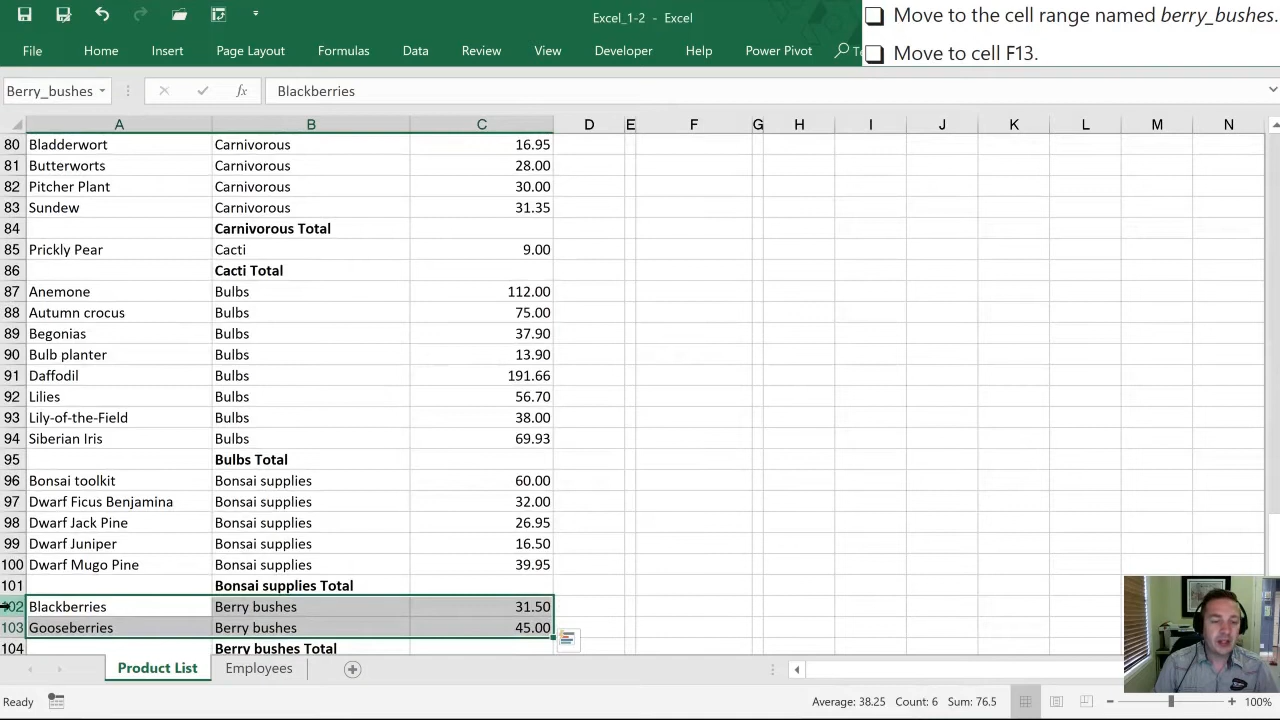 Excel_1-2 - Excel
Move to the cell range named berry_bushes.
Move to cell F13.
File Home Insert Page Layout Formulas Data Review View Developer Help Power Pivot
Berry_bushes fx Blackberries
A B C D E F G H I J K L M N
80 Bladderwort Carnivorous 16.95
81 Butterworts Carnivorous 28.00
82 Pitcher Plant Carnivorous 30.00
83 Sundew Carnivorous 31.35
84 Carnivorous Total
85 Prickly Pear Cacti 9.00
86 Cacti Total
87 Anemone Bulbs 112.00
88 Autumn crocus Bulbs 75.00
89 Begonias Bulbs 37.90
90 Bulb planter Bulbs 13.90
91 Daffodil Bulbs 191.66
92 Lilies Bulbs 56.70
93 Lily-of-the-Field Bulbs 38.00
94 Siberian Iris Bulbs 69.93
95 Bulbs Total
96 Bonsai toolkit Bonsai supplies 60.00
97 Dwarf Ficus Benjamina Bonsai supplies 32.00
98 Dwarf Jack Pine Bonsai supplies 26.95
99 Dwarf Juniper Bonsai supplies 16.50
100 Dwarf Mugo Pine Bonsai supplies 39.95
101 Bonsai supplies Total
102 Blackberries Berry bushes 31.50
103 Gooseberries Berry bushes 45.00
104 Berry bushes Total
Product List Employees
Ready Average: 38.25 Count: 6 Sum: 76.5 100%